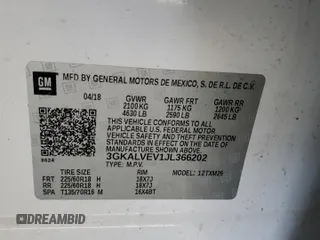 GM
MFD BY GENERAL MOTORS DE MEXICO, S. DE R.L. DE C.V.
04/18 GVWR GAWR FRT GAWR RR
2100 KG 1175 KG 1200 KG
4630 LB 2590 LB 2645 LB
THIS VEHICLE CONFORMS TO ALL APPLICABLE
U.S. FEDERAL MOTOR VEHICLE SAFETY, BUMPER,
AND THEFT PREVENTION STANDARDS IN EFFECT
ON THE DATE OF MANUFACTURE SHOWN ABOVE.
3GKALVEV1JL366202
TYPE: M.P.V.
TIRE SIZE RIM 12TXM29
FRT 225/60R18 H 18X7J
RR 225/60R18 H 18X7J
SPA T135/70R16 M 16X4BT
DREAMBID